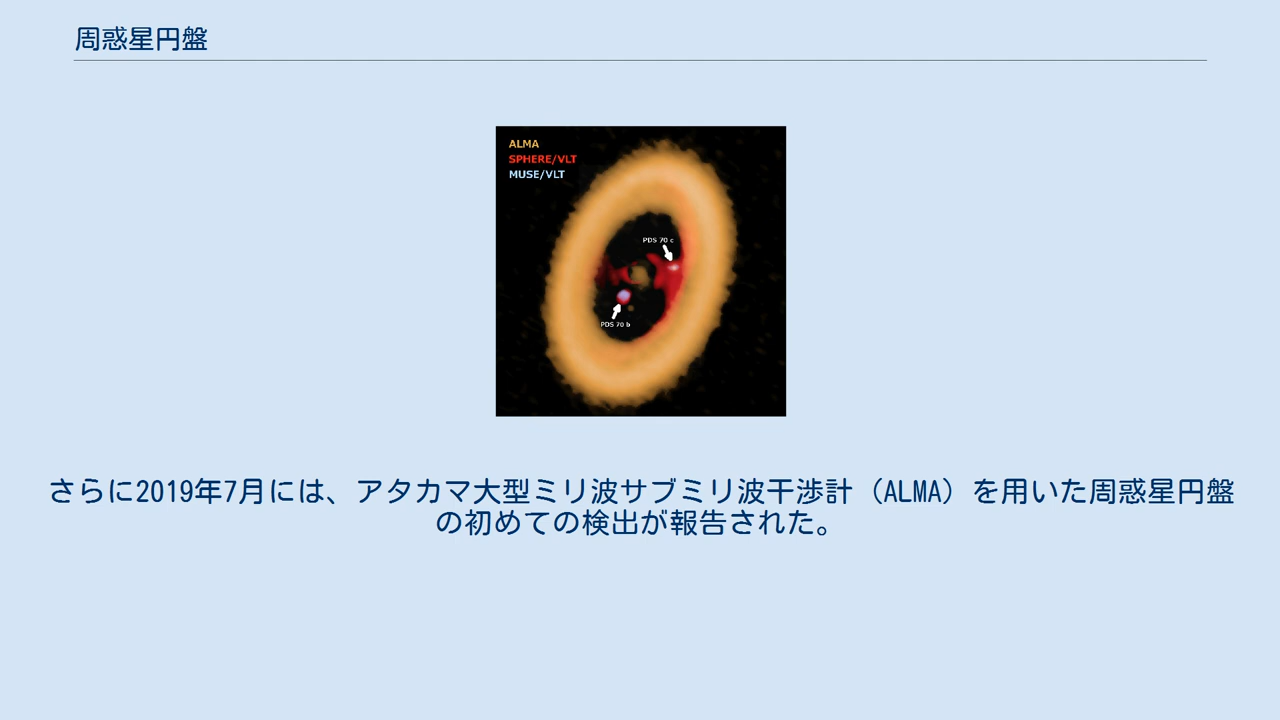 周惑星円盤
ALMA
SPHERE/VLT
MUSE/VLT
PDS 70 c
PDS 70 b
さらに2019年7月には、アタカマ大型ミリ波サブミリ波干渉計（ALMA）を用いた周惑星円盤
の初めての検出が報告された。